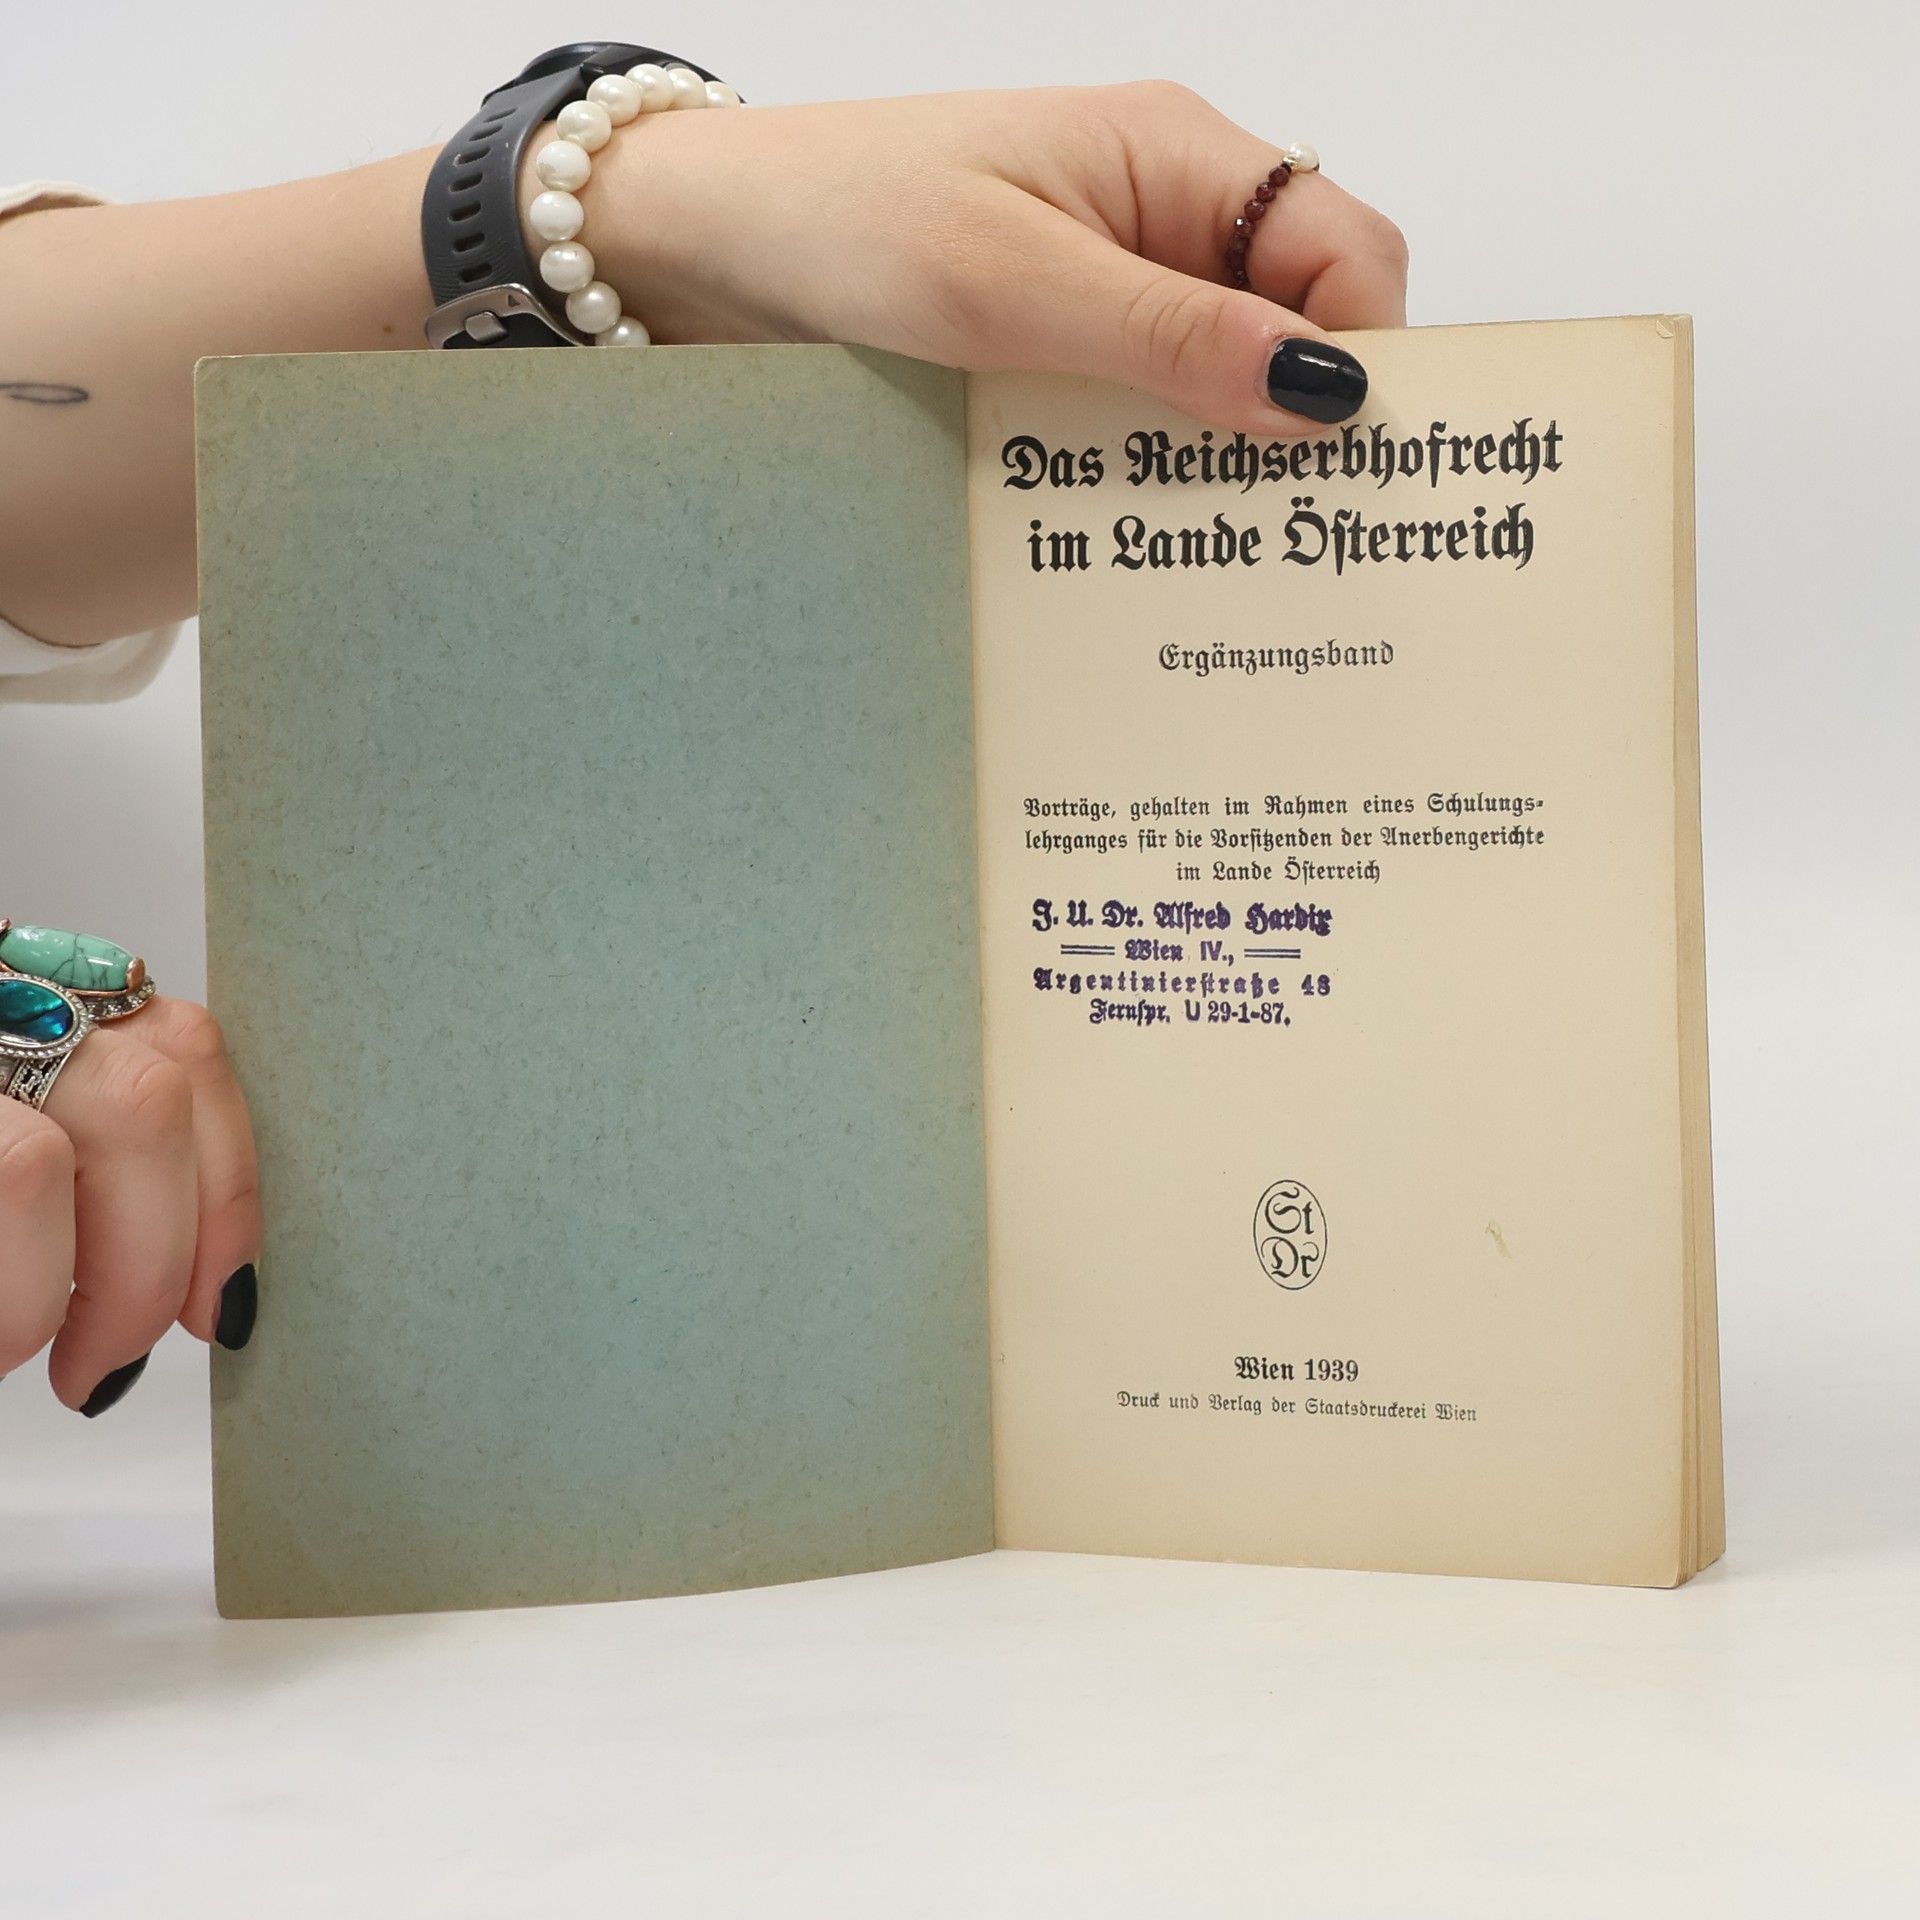 Das Reichserbhofrecht
im Lande Österreich
Ergänzungsband
Vorträge, gehalten im Rahmen eines Schulungs-
lehrganges für die Vorsitzenden der Anerbengerichte
im Lande Österreich
J. U. Dr. Alfred
Wien IV.,
Argentinierstraße 48
Fernspr. U 29-1-87.
St
Dr
Wien 1939
Druck und Verlag der Staatsdruckerei Wien